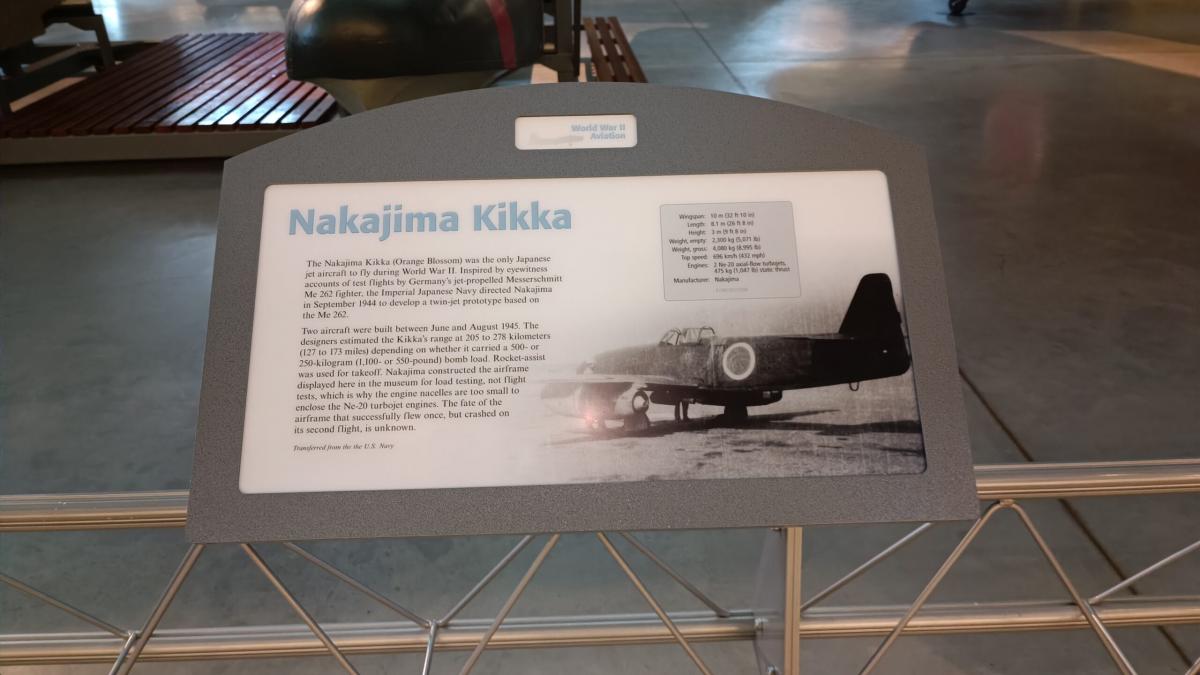 World War II
Aviation
Nakajima Kikka
The Nakajima Kikka (Orange Blossom) was the only Japanese
jet aircraft to fly during World War II. Inspired by eyewitness
accounts of test flights by Germany's jet-propelled Messerschmitt
Me 262 fighter, the Imperial Japanese Navy directed Nakajima
in September 1944 to develop a twin-jet prototype based on
the Me 262.
Two aircraft were built between June and August 1945. The
designers estimated the Kikka's range at 205 to 278 kilometers
(127 to 173 miles) depending on whether it carried a 500- or
250-kilogram (1,100- or 550-pound) bomb load. Rocket-assist
was used for takeoff. Nakajima constructed the airframe
displayed here in the museum for load testing, not flight
tests, which is why the engine nacelles are too small to
enclose the Ne-20 turbojet engines. The fate of the
airframe that successfully flew once, but crashed on
its second flight, is unknown.
Transferred from the the U.S. Navy
Wingspan: 10 m (32 ft 10 in)
Length: 8.1 m (26 ft 8 in)
Height: 3 m (9 ft 8 in)
Weight, empty: 2,300 kg (5,071 lb)
Weight, gross: 4,080 kg (8,995 lb)
Top speed: 696 km/h (432 mph)
Engines: 2 Ne-20 axial-flow turbojets,
475 kg (1,047 lb) static thrust
Manufacturer: Nakajima